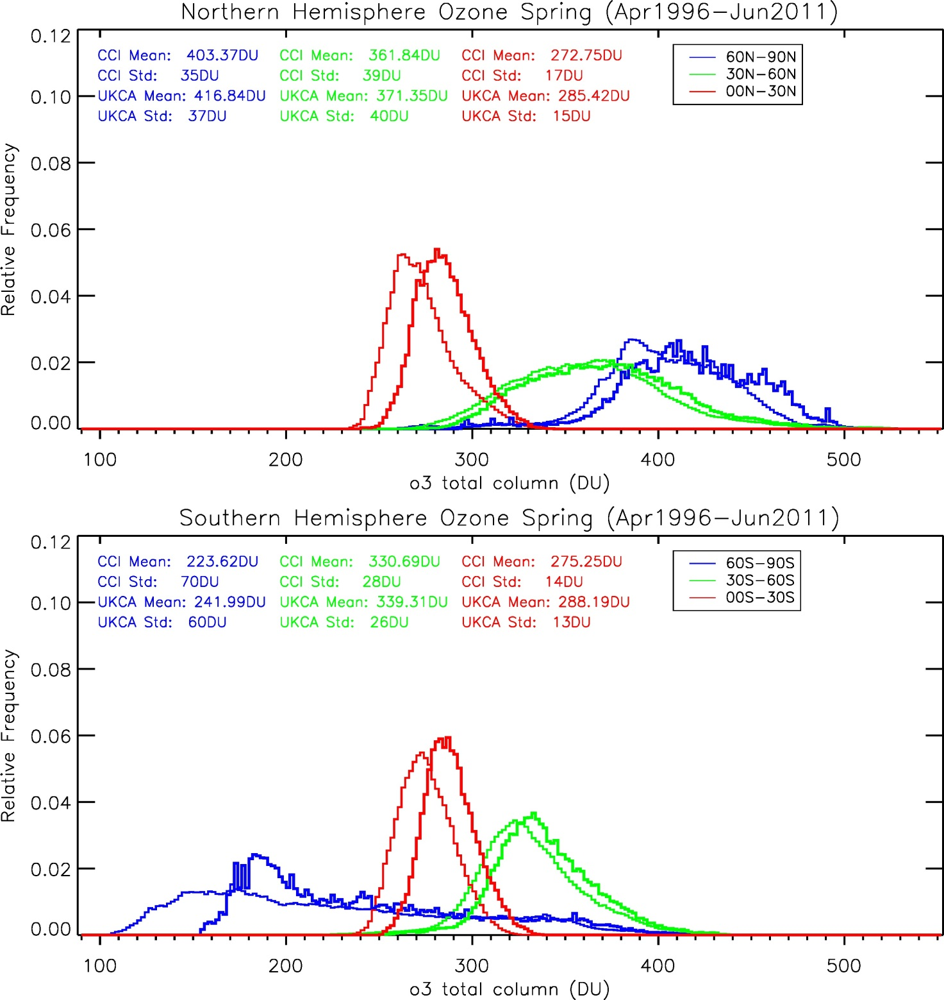 Northern Hemisphere Ozone Spring (Apr1996-Jun2011)
0.12
CCI Mean: 403.37DU CCI Mean: 361.84DU CCI Mean: 272.75DU 60N-90N
CCI Std: 35DU CCI Std: 39DU CCI Std: 17DU 30N-60N
0.10 UKCA Mean: 416.84DU UKCA Mean: 371.35DU UKCA Mean: 285.42DU 00N-30N
UKCA Std: 37DU UKCA Std: 40DU UKCA Std: 15DU
0.08
Relative Frequency
0.06
0.04
0.02
0.00
100 200 300 400 500
o3 total column (DU)
Southern Hemisphere Ozone Spring (Apr1996-Jun2011)
0.12
CCI Mean: 223.62DU CCI Mean: 330.69DU CCI Mean: 275.25DU 60S-90S
CCI Std: 70DU CCI Std: 28DU CCI Std: 14DU 30S-60S
0.10 UKCA Mean: 241.99DU UKCA Mean: 339.31DU UKCA Mean: 288.19DU 00S-30S
UKCA Std: 60DU UKCA Std: 26DU UKCA Std: 13DU
0.08
Relative Frequency
0.06
0.04
0.02
0.00
100 200 300 400 500
o3 total column (DU)